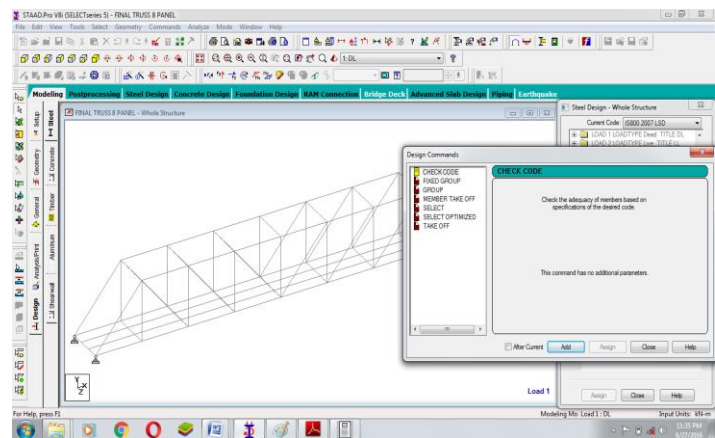 STAAD.Pro V8i (SELECTseries 5) - FINAL TRUSS 8 PANEL
File Edit View Tools Select Geometry Commands Analyze Mode Window Help
1:DL
Modeling Postprocessing Steel Design Concrete Design Foundation Design RAM Connection Bridge Deck Advanced Slab Design Piping Earthquake
FINAL TRUSS 8 PANEL - Whole Structure
Setup
Geometry
General
Analysis/Print
Design
Steel
Concrete
Timber
Aluminum
Shearwall
Steel Design - Whole Structure
Current Code: IS800 2007 LSD
LOAD 1 LOADTYPE Dead TITLE DL
LOAD 2 LOADTYPE Live TITLE LL
Design Commands
CHECK CODE
FIXED GROUP
GROUP
MEMBER TAKE OFF
SELECT
SELECT OPTIMIZED
TAKE OFF
CHECK CODE
Check the adequacy of members based on
specifications of the desired code.
This command has no additional parameters.
After Current Add Assign Close Help
Assign Close Help
Y
X
Z
Load 1
For Help, press F1
Modeling Mo Load 1 : DL Input Units: kN-m
11:35 PM